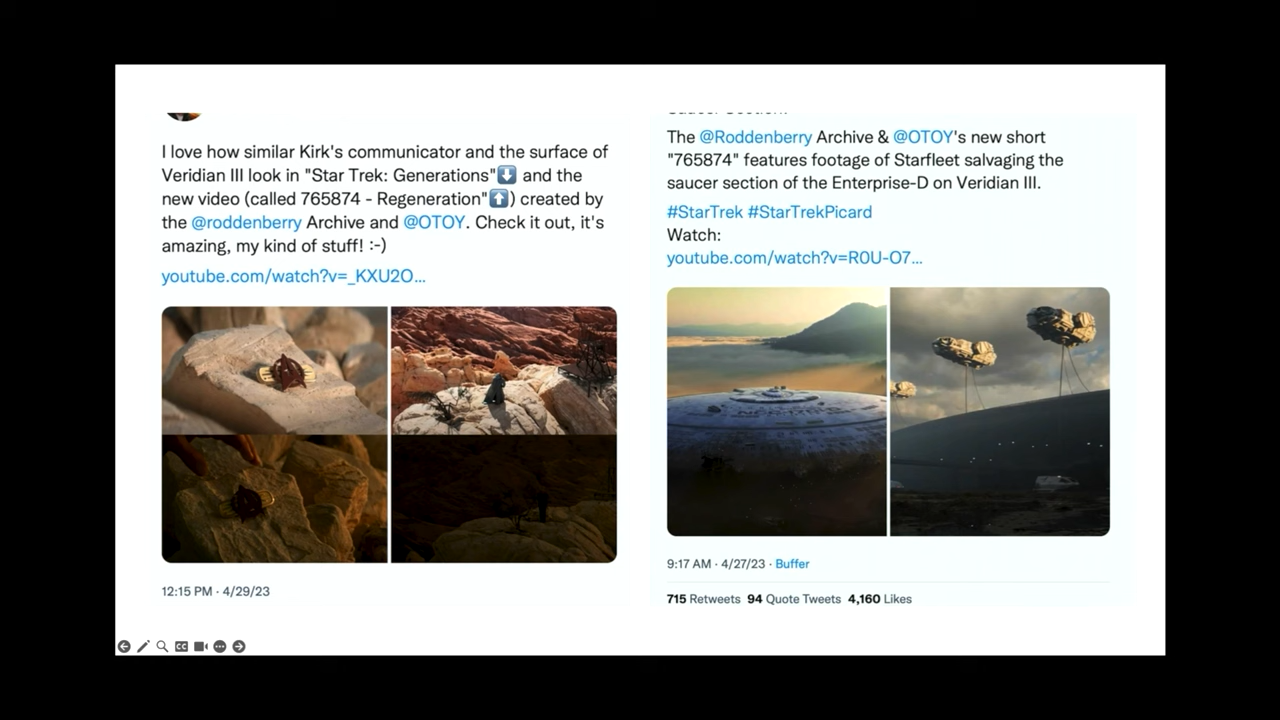 I love how similar Kirk's communicator and the surface of
Veridian III look in "Star Trek: Generations"⬇️ and the
new video (called 765874 - Regeneration"⬆️) created by
the @roddenberry Archive and @OTOY. Check it out, it's
amazing, my kind of stuff! :-)
youtube.com/watch?v=_KXU2O...
12:15 PM · 4/29/23
The @Roddenberry Archive & @OTOY's new short
"765874" features footage of Starfleet salvaging the
saucer section of the Enterprise-D on Veridian III.
#StarTrek #StarTrekPicard
Watch:
youtube.com/watch?v=R0U-O7...
9:17 AM · 4/27/23 · Buffer
715 Retweets 94 Quote Tweets 4,160 Likes
CC